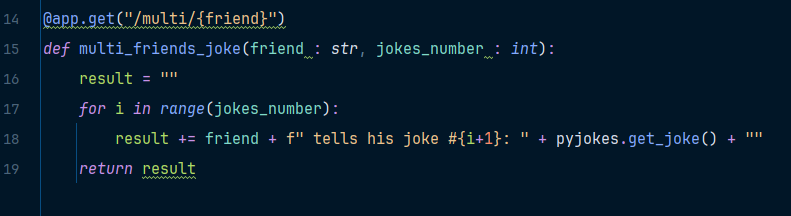 14 @app.get("/multi/{friend}")
15 def multi_friends_joke(friend : str, jokes_number : int):
16     result = ""
17     for i in range(jokes_number):
18         result += friend + f" tells his joke #{i+1}: " + pyjokes.get_joke() + ""
19     return result